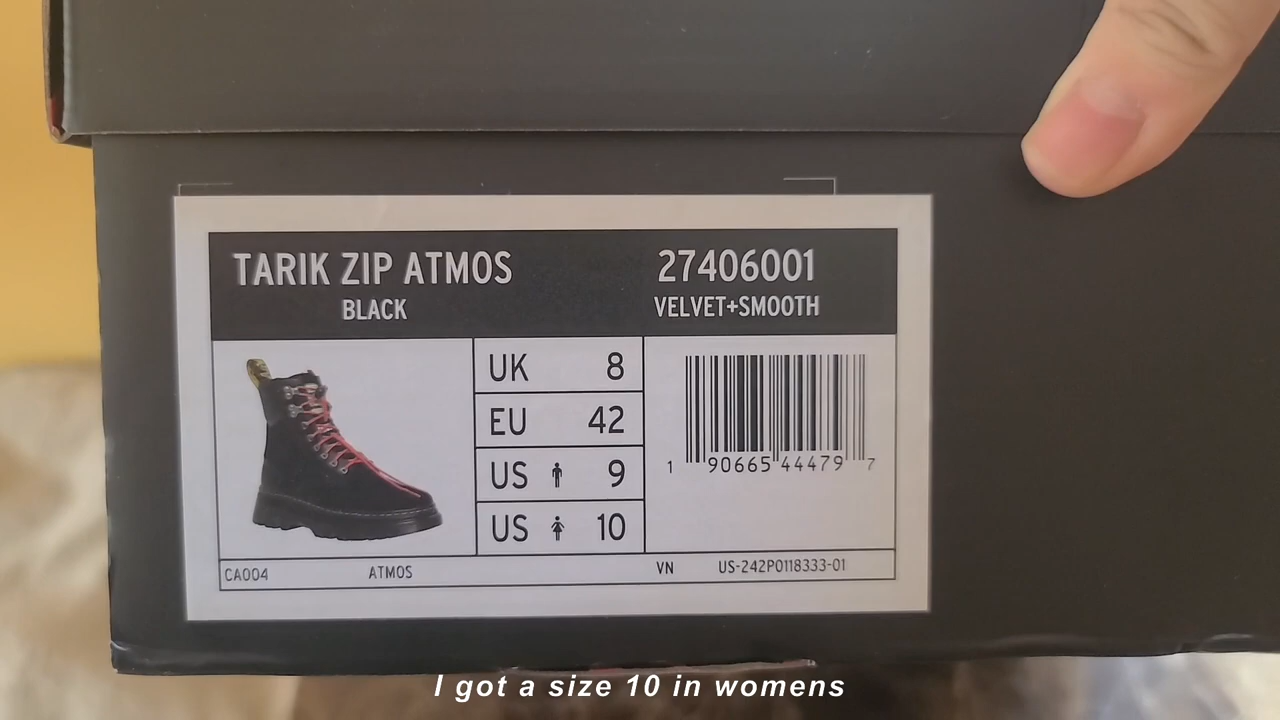 TARIK ZIP ATMOS
BLACK
27406001
VELVET+SMOOTH
UK 8
EU 42
US 9
US 10
1 90665 44479 7
CA004 ATMOS VN US-242P0118333-01
I got a size 10 in womens